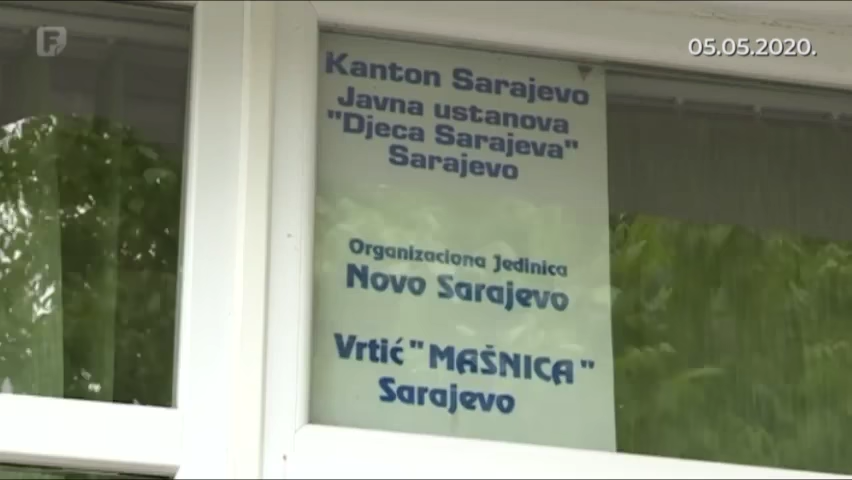 05.05.2020.
Kanton Sarajevo
Javna ustanova
"Djeca Sarajeva"
Sarajevo
Organizaciona Jedinica
Novo Sarajevo
Vrtić "MAŠNICA"
Sarajevo